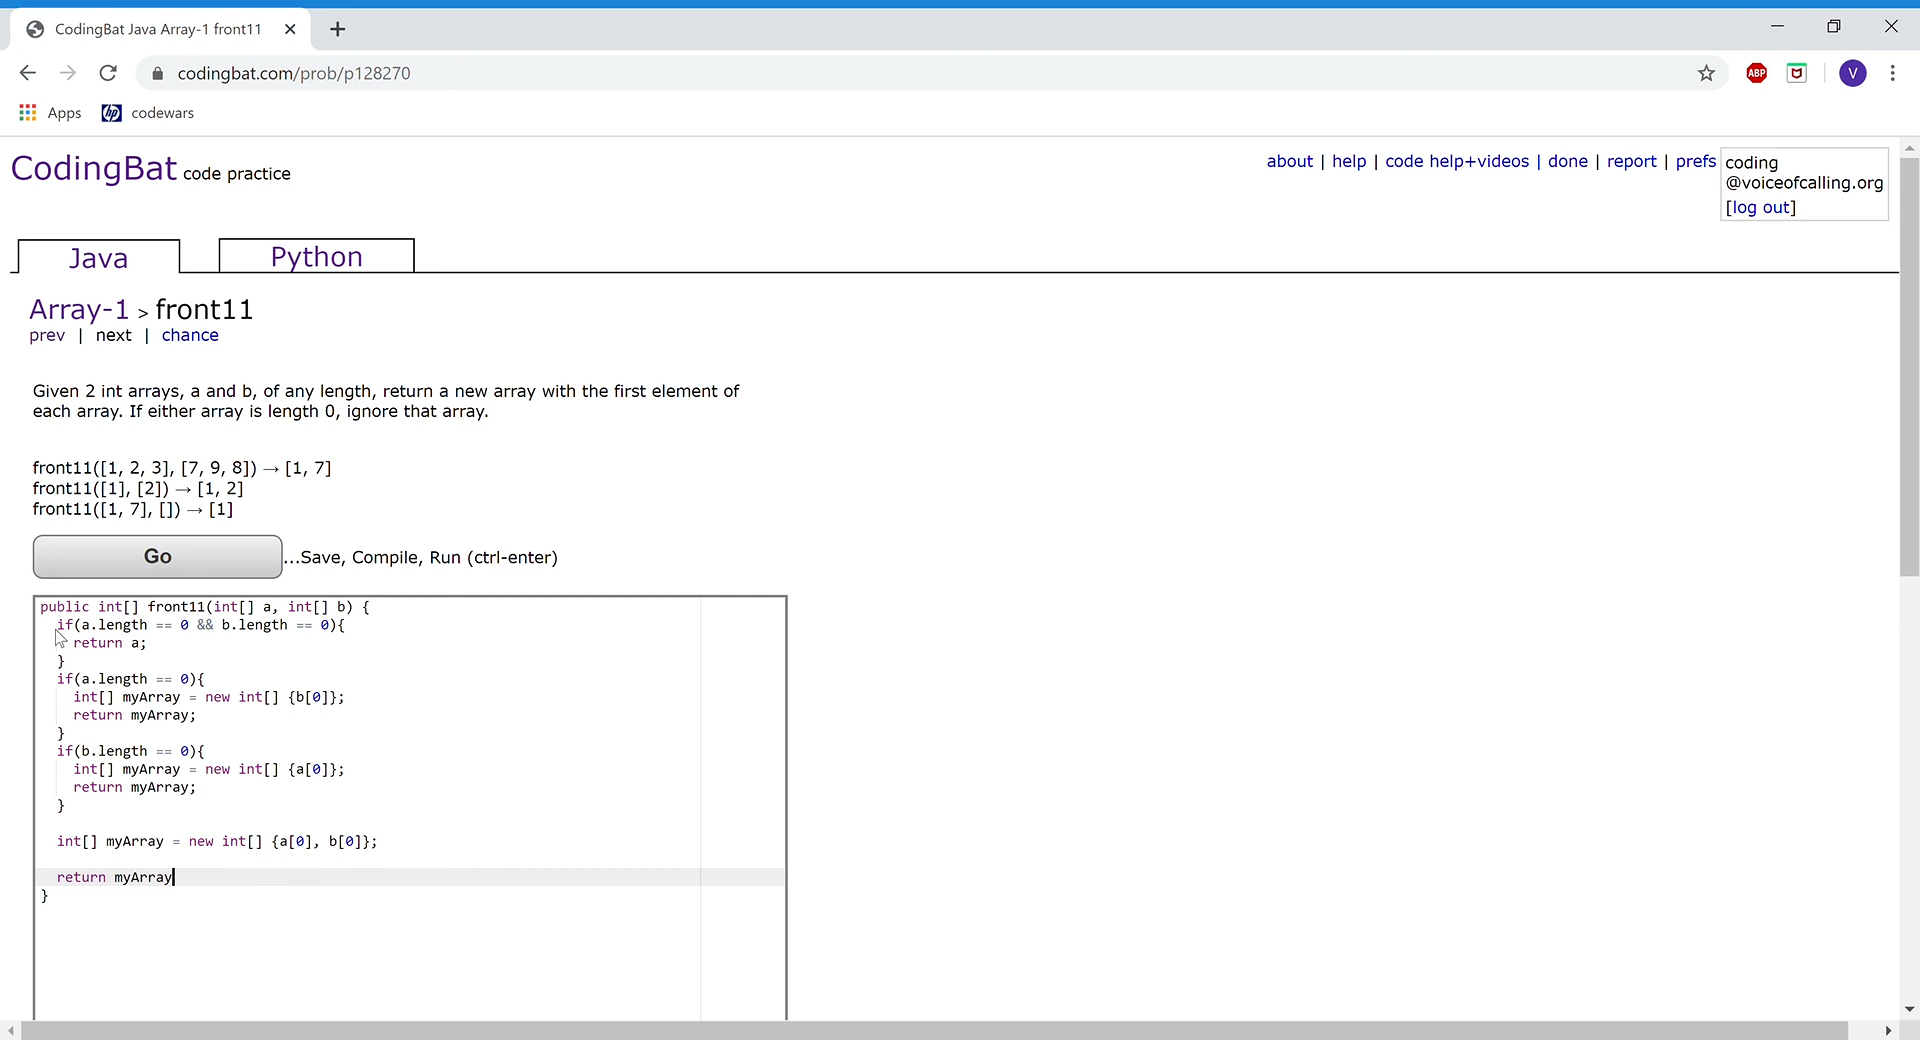 CodingBat Java Array-1 front11
codingbat.com/prob/p128270
ABP
V
Apps
hp
codewars
CodingBat code practice
about | help | code help+videos | done | report | prefs
coding
@voiceofcalling.org
[log out]
Java
Python
Array-1 > front11
prev | next | chance
Given 2 int arrays, a and b, of any length, return a new array with the first element of
each array. If either array is length 0, ignore that array.
front11([1, 2, 3], [7, 9, 8]) → [1, 7]
front11([1], [2]) → [1, 2]
front11([1, 7], []) → [1]
Go
...Save, Compile, Run (ctrl-enter)
public int[] front11(int[] a, int[] b) {
if(a.length == 0 && b.length == 0){
return a;
}
if(a.length == 0){
int[] myArray = new int[] {b[0]};
return myArray;
}
if(b.length == 0){
int[] myArray = new int[] {a[0]};
return myArray;
}
int[] myArray = new int[] {a[0], b[0]};
return myArray
}